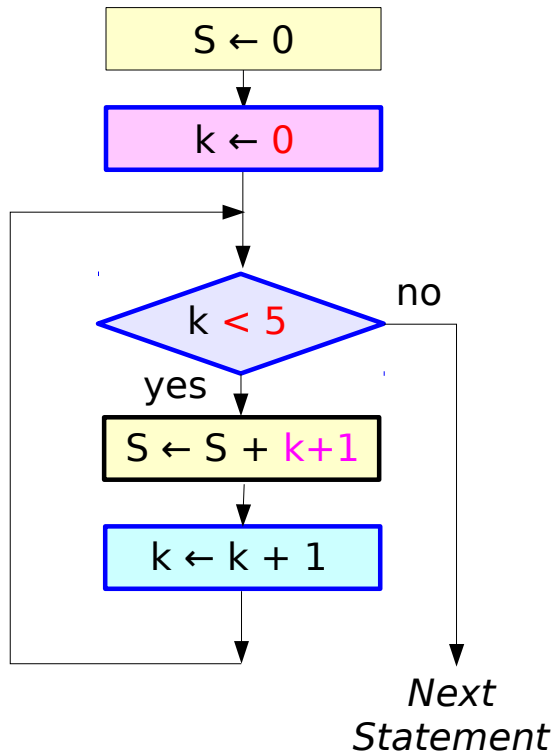 S ← 0
k ← 0
k < 5
no
yes
S ← S + k+1
k ← k + 1
Next
Statement